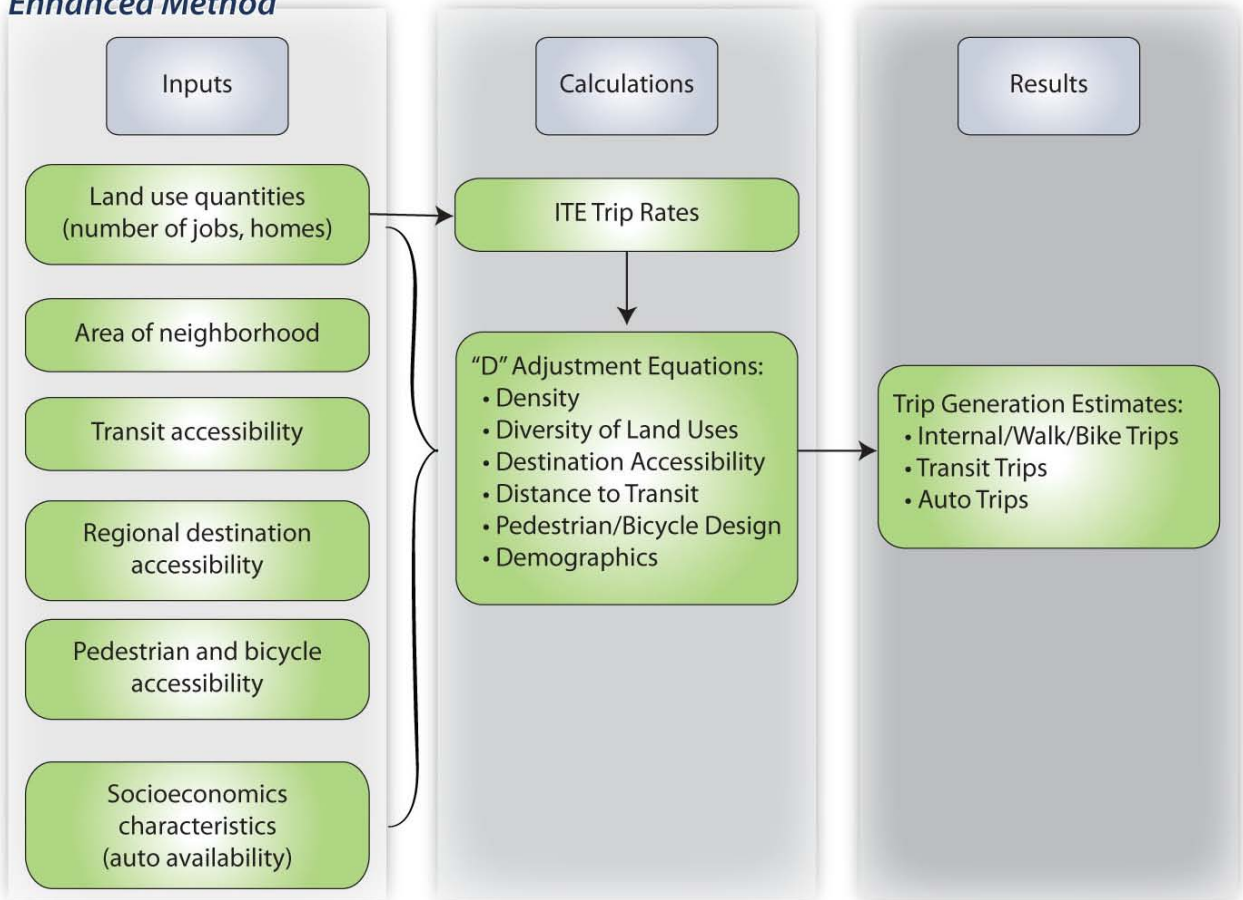 Enhanced Method
Inputs
Land use quantities
(number of jobs, homes)
Area of neighborhood
Transit accessibility
Regional destination
accessibility
Pedestrian and bicycle
accessibility
Socioeconomics
characteristics
(auto availability)
Calculations
ITE Trip Rates
“D” Adjustment Equations:
• Density
• Diversity of Land Uses
• Destination Accessibility
• Distance to Transit
• Pedestrian/Bicycle Design
• Demographics
Results
Trip Generation Estimates:
• Internal/Walk/Bike Trips
• Transit Trips
• Auto Trips